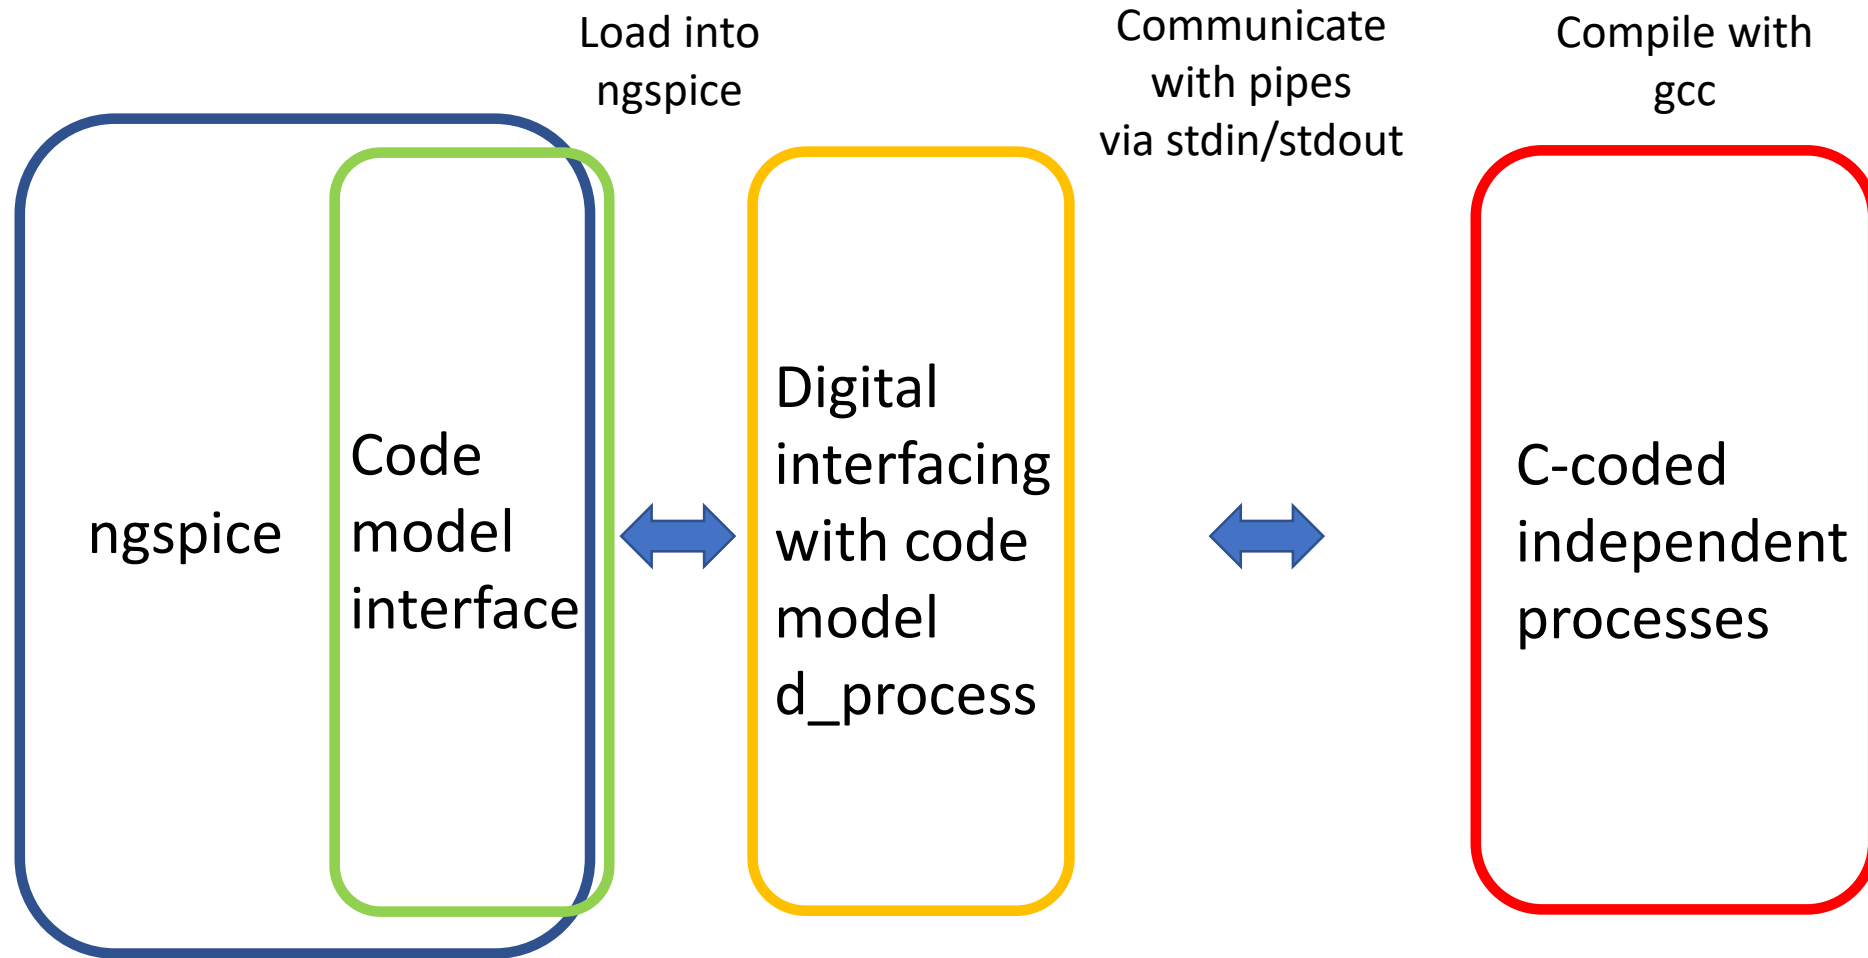 Load into
ngspice
Communicate
with pipes
via stdin/stdout
Compile with
gcc
ngspice
Code
model
interface
Digital
interfacing
with code
model
d_process
C-coded
independent
processes